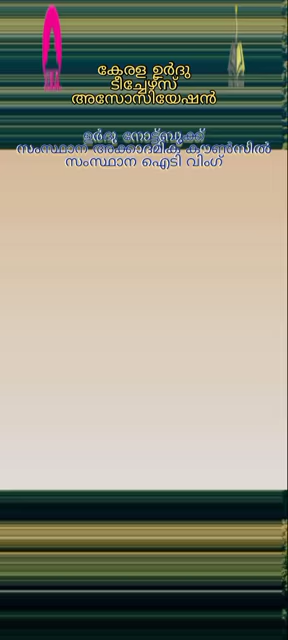 കേരള ഉർദു
ടീച്ചേഴ്സ്
അസോസിയേഷൻ
ഉർദു നോട്ട്ബുക്ക്
സംസ്ഥാന അക്കാദമിക കൗൺസിൽ
സംസ്ഥാന ഐടി വിംഗ്